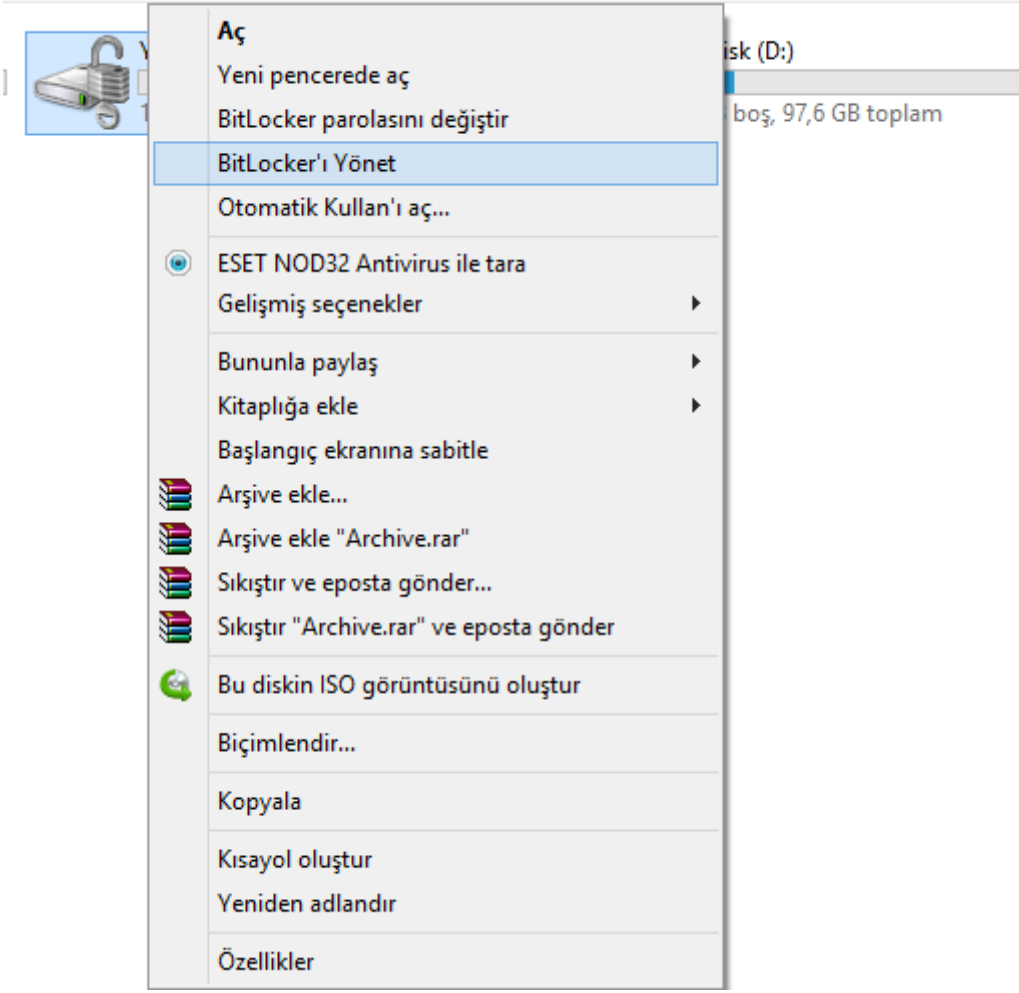 Aç
Yeni pencerede aç
BitLocker parolasını değiştir
BitLocker'ı Yönet
Otomatik Kullan'ı aç...
ESET NOD32 Antivirus ile tara
Gelişmiş seçenekler
Bununla paylaş
Kitaplığa ekle
Başlangıç ekranına sabitle
Arşive ekle...
Arşive ekle "Archive.rar"
Sıkıştır ve eposta gönder...
Sıkıştır "Archive.rar" ve eposta gönder
Bu diskin ISO görüntüsünü oluştur
Biçimlendir...
Kopyala
Kısayol oluştur
Yeniden adlandır
Özellikler
(D:)
boş, 97,6 GB toplam